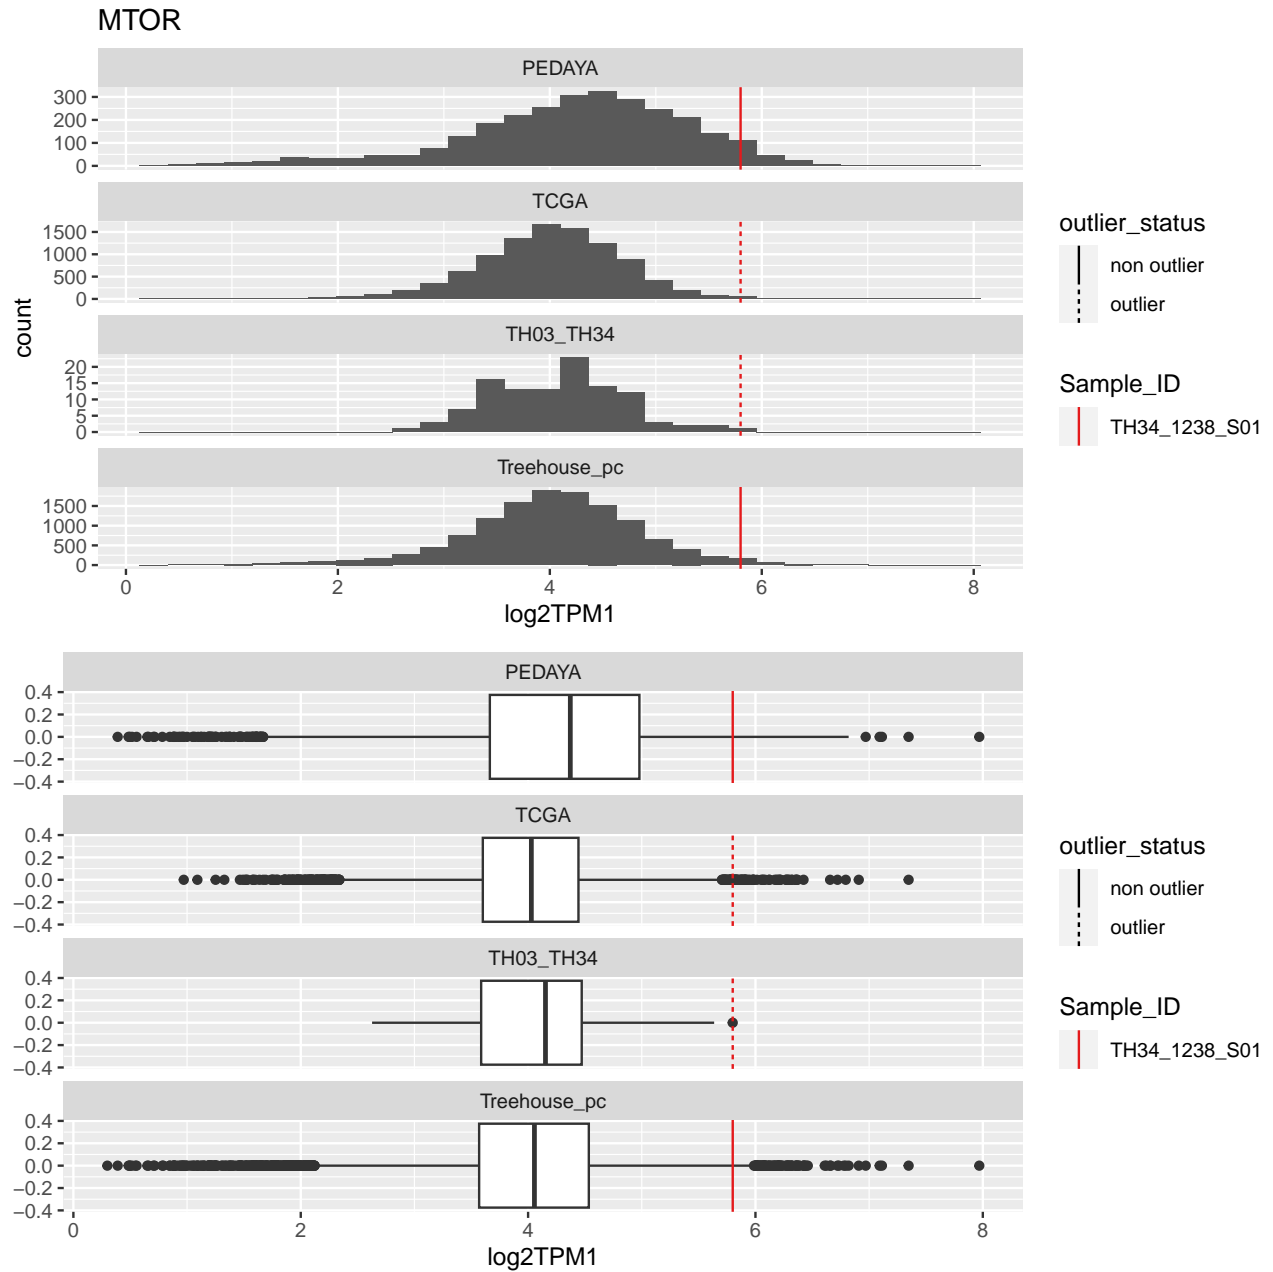 MTOR
PEDAYA
300
200
100
0
TCGA
1500
1000
500
0
TH03_TH34
20
15
10
5
0
Treehouse_pc
1500
1000
500
0
0 2 4 6 8
log2TPM1
count
outlier_status
non outlier
outlier
Sample_ID
TH34_1238_S01
PEDAYA
0.4
0.2
0.0
−0.2
−0.4
TCGA
0.4
0.2
0.0
−0.2
−0.4
TH03_TH34
0.4
0.2
0.0
−0.2
−0.4
Treehouse_pc
0.4
0.2
0.0
−0.2
−0.4
0 2 4 6 8
log2TPM1
outlier_status
non outlier
outlier
Sample_ID
TH34_1238_S01